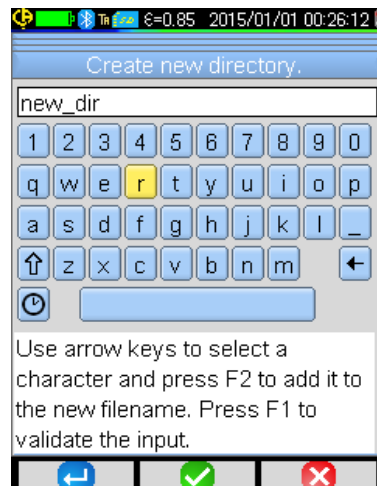 ε=0.85 2015/01/01 00:26:12
Create new directory.
new_dir
1 2 3 4 5 6 7 8 9 0
q w e r t y u i o p
a s d f g h j k l _
z x c v b n m
Use arrow keys to select a
character and press F2 to add it to
the new filename. Press F1 to
validate the input.